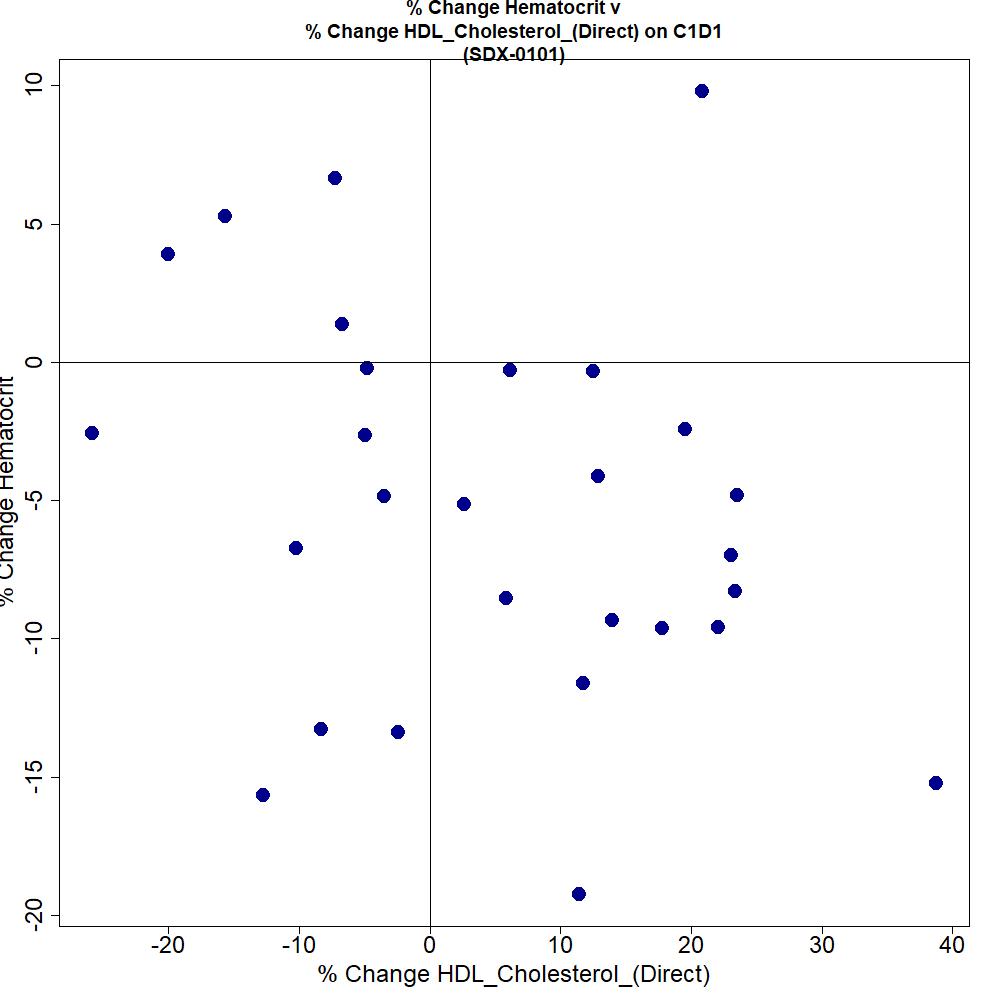 % Change Hematocrit v
% Change HDL_Cholesterol_(Direct) on C1D1
(SDX-0101)
10
5
0
-5
-10
-15
-20
% Change Hematocrit
-20
-10
0
10
20
30
40
% Change HDL_Cholesterol_(Direct)